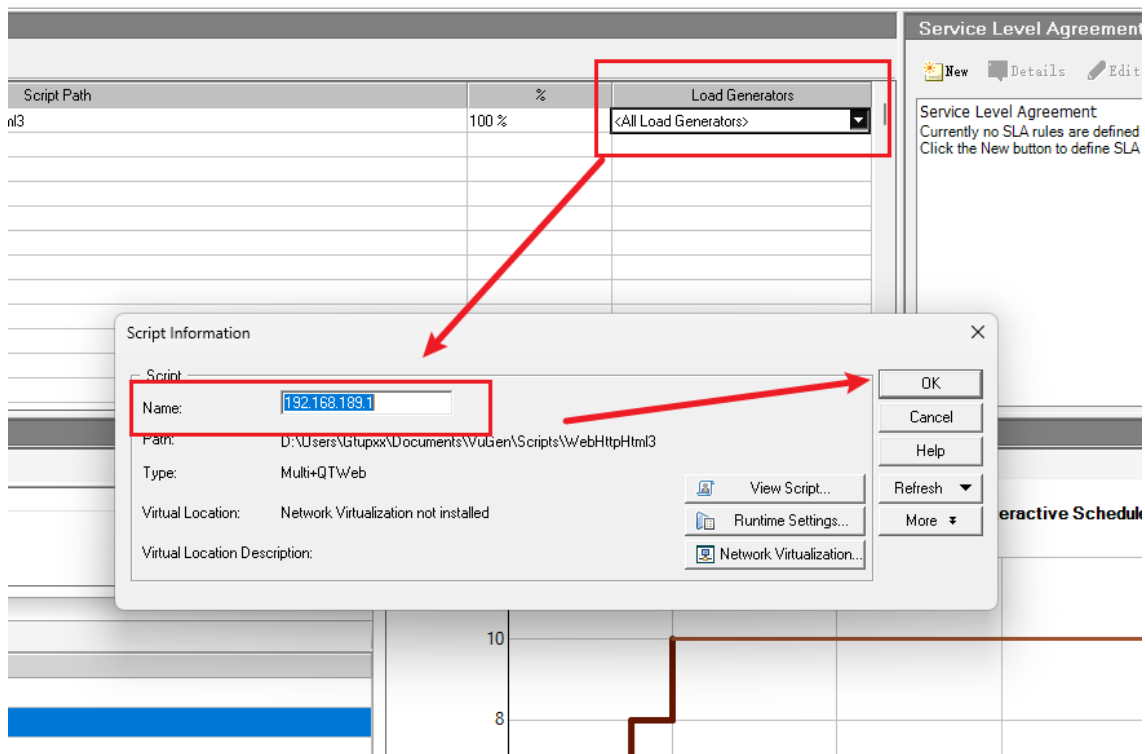 Service Level Agreement
New Details Edit
Script Path % Load Generators
ml3 100 % <All Load Generators>
Service Level Agreement
Currently no SLA rules are defined
Click the New button to define SLA
Script Information
Script
Name: 192.168.189.1
Path: D:\Users\Gtupxx\Documents\VuGen\Scripts\WebHttpHtml3
Type: Multi+QTWeb
Virtual Location: Network Virtualization not installed
Virtual Location Description:
OK
Cancel
Help
Refresh
More
View Script...
Runtime Settings...
Network Virtualization...
eractive Schedule
10
8